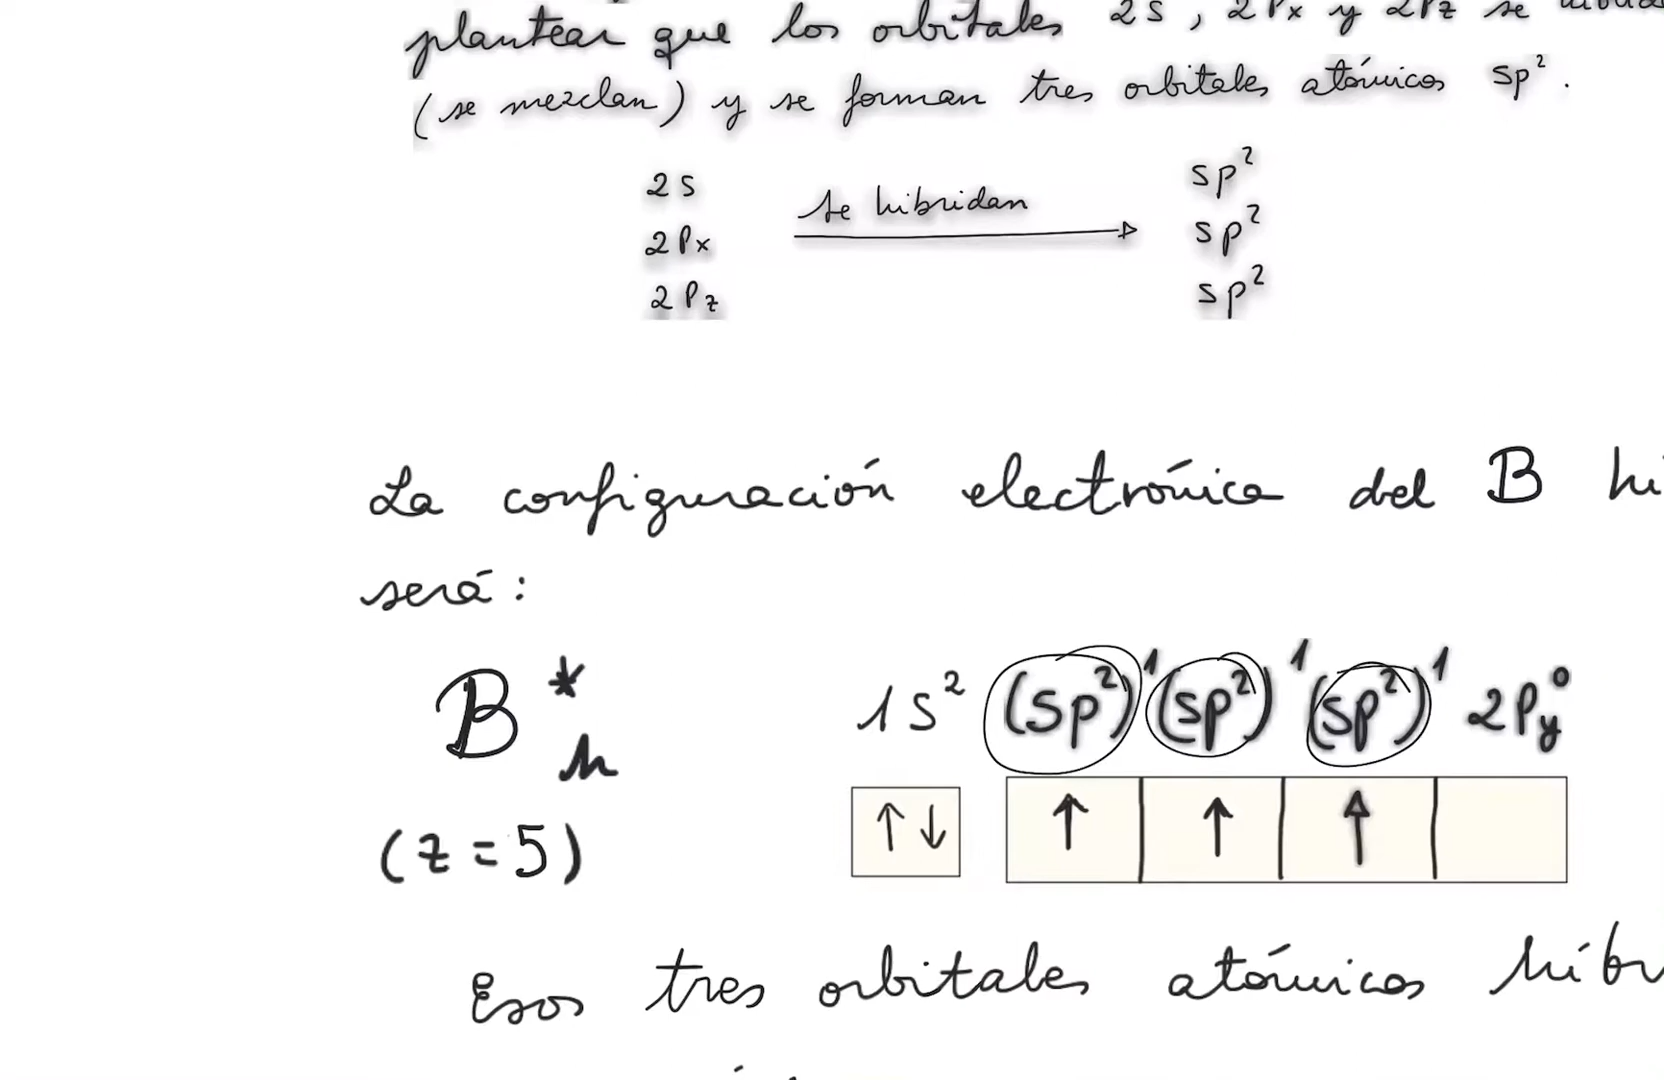 plantear que los orbitales 2s, 2Px y 2Pz se
(se mezclan) y se forman tres orbitales atómicos sp².
2s se hibridan sp²
2Px sp²
2Pz sp²
La configuración electrónica del B hi
será:
B*h 1s² (sp²)¹ (sp²)¹ (sp²)¹ 2Py⁰
(z = 5) ↑↓ ↑ ↑ ↑
Esos tres orbitales atómicos híbr